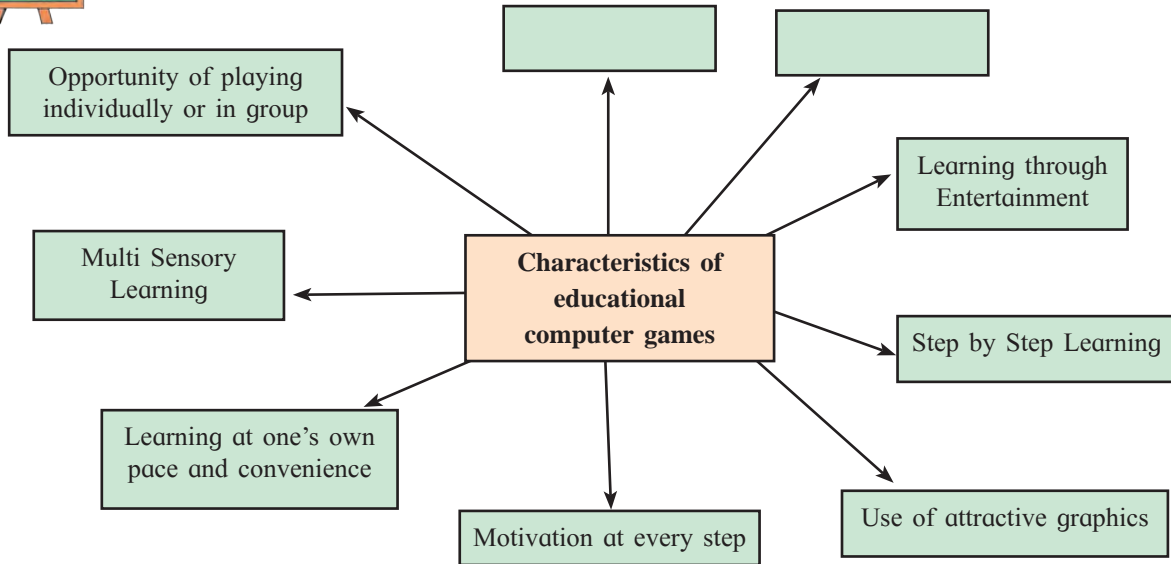 Opportunity of playing
individually or in group
Learning through
Entertainment
Multi Sensory
Learning
Characteristics of
educational
computer games
Step by Step Learning
Learning at one's own
pace and convenience
Use of attractive graphics
Motivation at every step